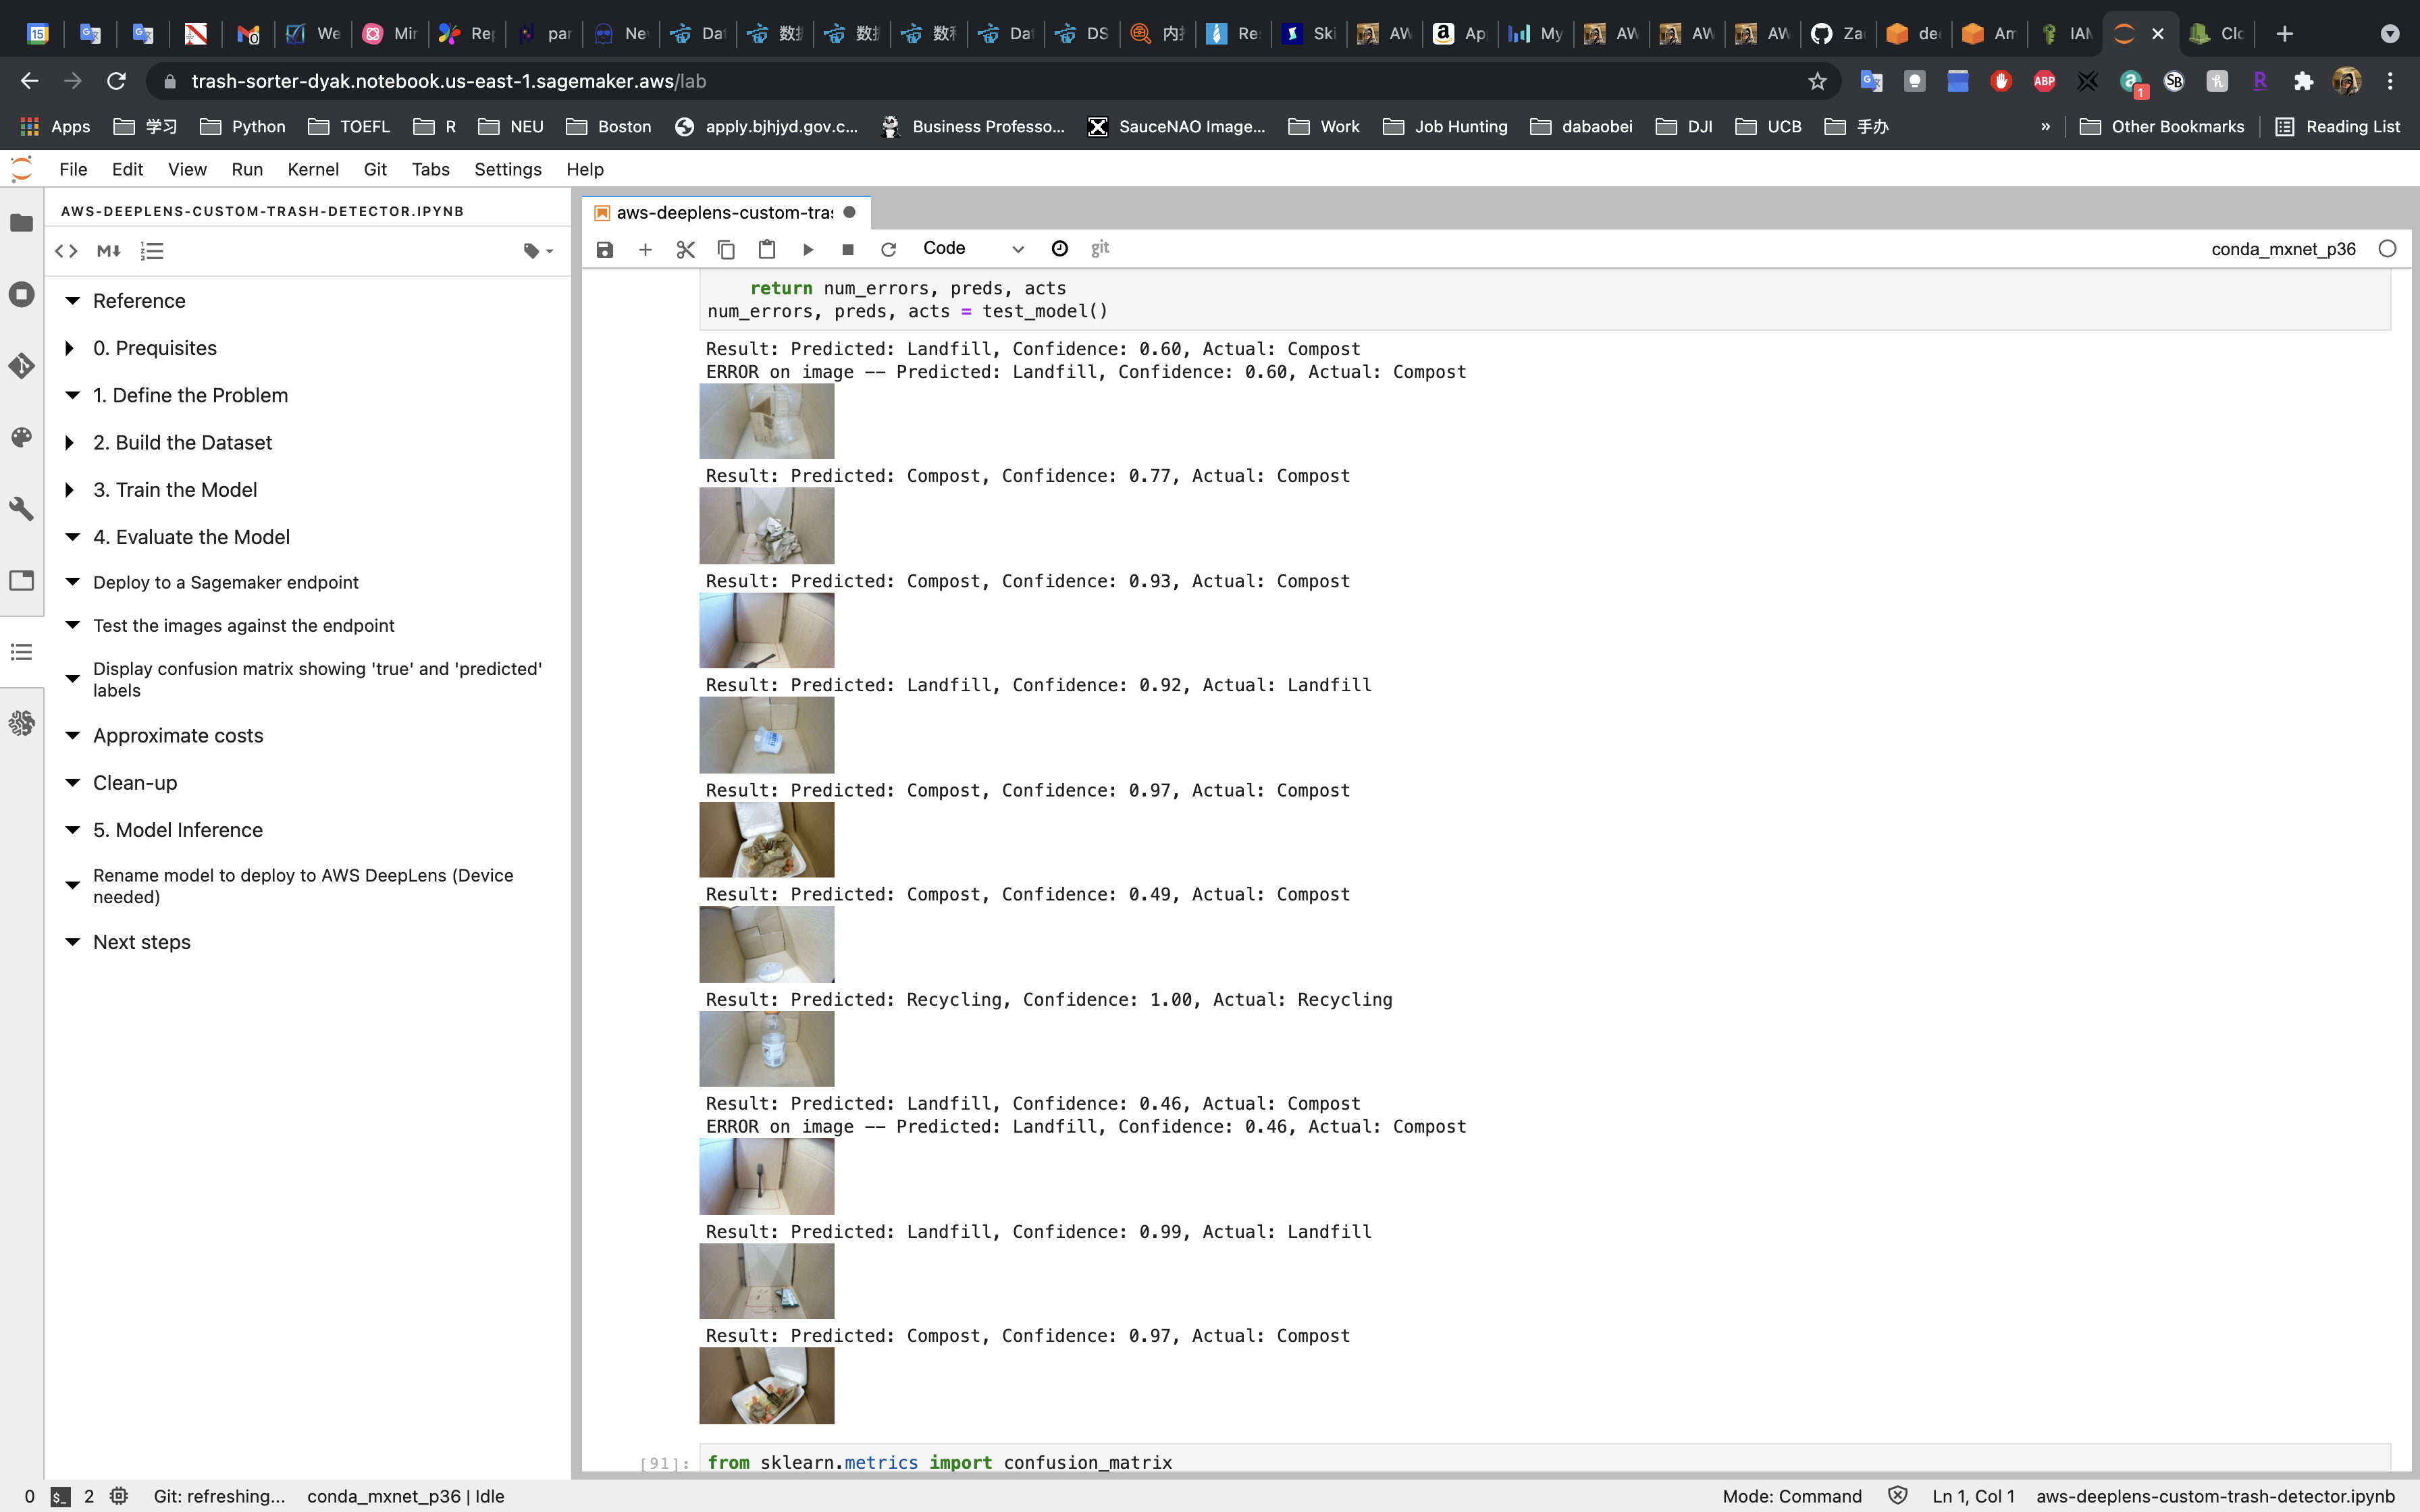 15
We
Mir
Rep
par
Ne
Dat
数据
数据
数科
Dat
DS
内推
Re
Ski
AW
Ap
My
AW
AW
AW
Za
dee
Am
IAM
Clo
trash-sorter-dyak.notebook.us-east-1.sagemaker.aws/lab
ABP
SB
1
Apps
学习
Python
TOEFL
R
NEU
Boston
apply.bjhjyd.gov.c...
Business Professo...
SauceNAO Image...
Work
Job Hunting
dabaobei
DJI
UCB
手办
»
Other Bookmarks
Reading List
File Edit View Run Kernel Git Tabs Settings Help
AWS-DEEPLENS-CUSTOM-TRASH-DETECTOR.IPYNB
Reference
0. Prequisites
1. Define the Problem
2. Build the Dataset
3. Train the Model
4. Evaluate the Model
Deploy to a Sagemaker endpoint
Test the images against the endpoint
Display confusion matrix showing 'true' and 'predicted'
labels
Approximate costs
Clean-up
5. Model Inference
Rename model to deploy to AWS DeepLens (Device
needed)
Next steps
aws-deeplens-custom-tra
Code
git
conda_mxnet_p36
return num_errors, preds, acts
num_errors, preds, acts = test_model()
Result: Predicted: Landfill, Confidence: 0.60, Actual: Compost
ERROR on image -- Predicted: Landfill, Confidence: 0.60, Actual: Compost
Result: Predicted: Compost, Confidence: 0.77, Actual: Compost
Result: Predicted: Compost, Confidence: 0.93, Actual: Compost
Result: Predicted: Landfill, Confidence: 0.92, Actual: Landfill
Result: Predicted: Compost, Confidence: 0.97, Actual: Compost
Result: Predicted: Compost, Confidence: 0.49, Actual: Compost
Result: Predicted: Recycling, Confidence: 1.00, Actual: Recycling
Result: Predicted: Landfill, Confidence: 0.46, Actual: Compost
ERROR on image -- Predicted: Landfill, Confidence: 0.46, Actual: Compost
Result: Predicted: Landfill, Confidence: 0.99, Actual: Landfill
Result: Predicted: Compost, Confidence: 0.97, Actual: Compost
[91]: from sklearn.metrics import confusion_matrix
0 2 Git: refreshing... conda_mxnet_p36 | Idle
Mode: Command Ln 1, Col 1 aws-deeplens-custom-trash-detector.ipynb